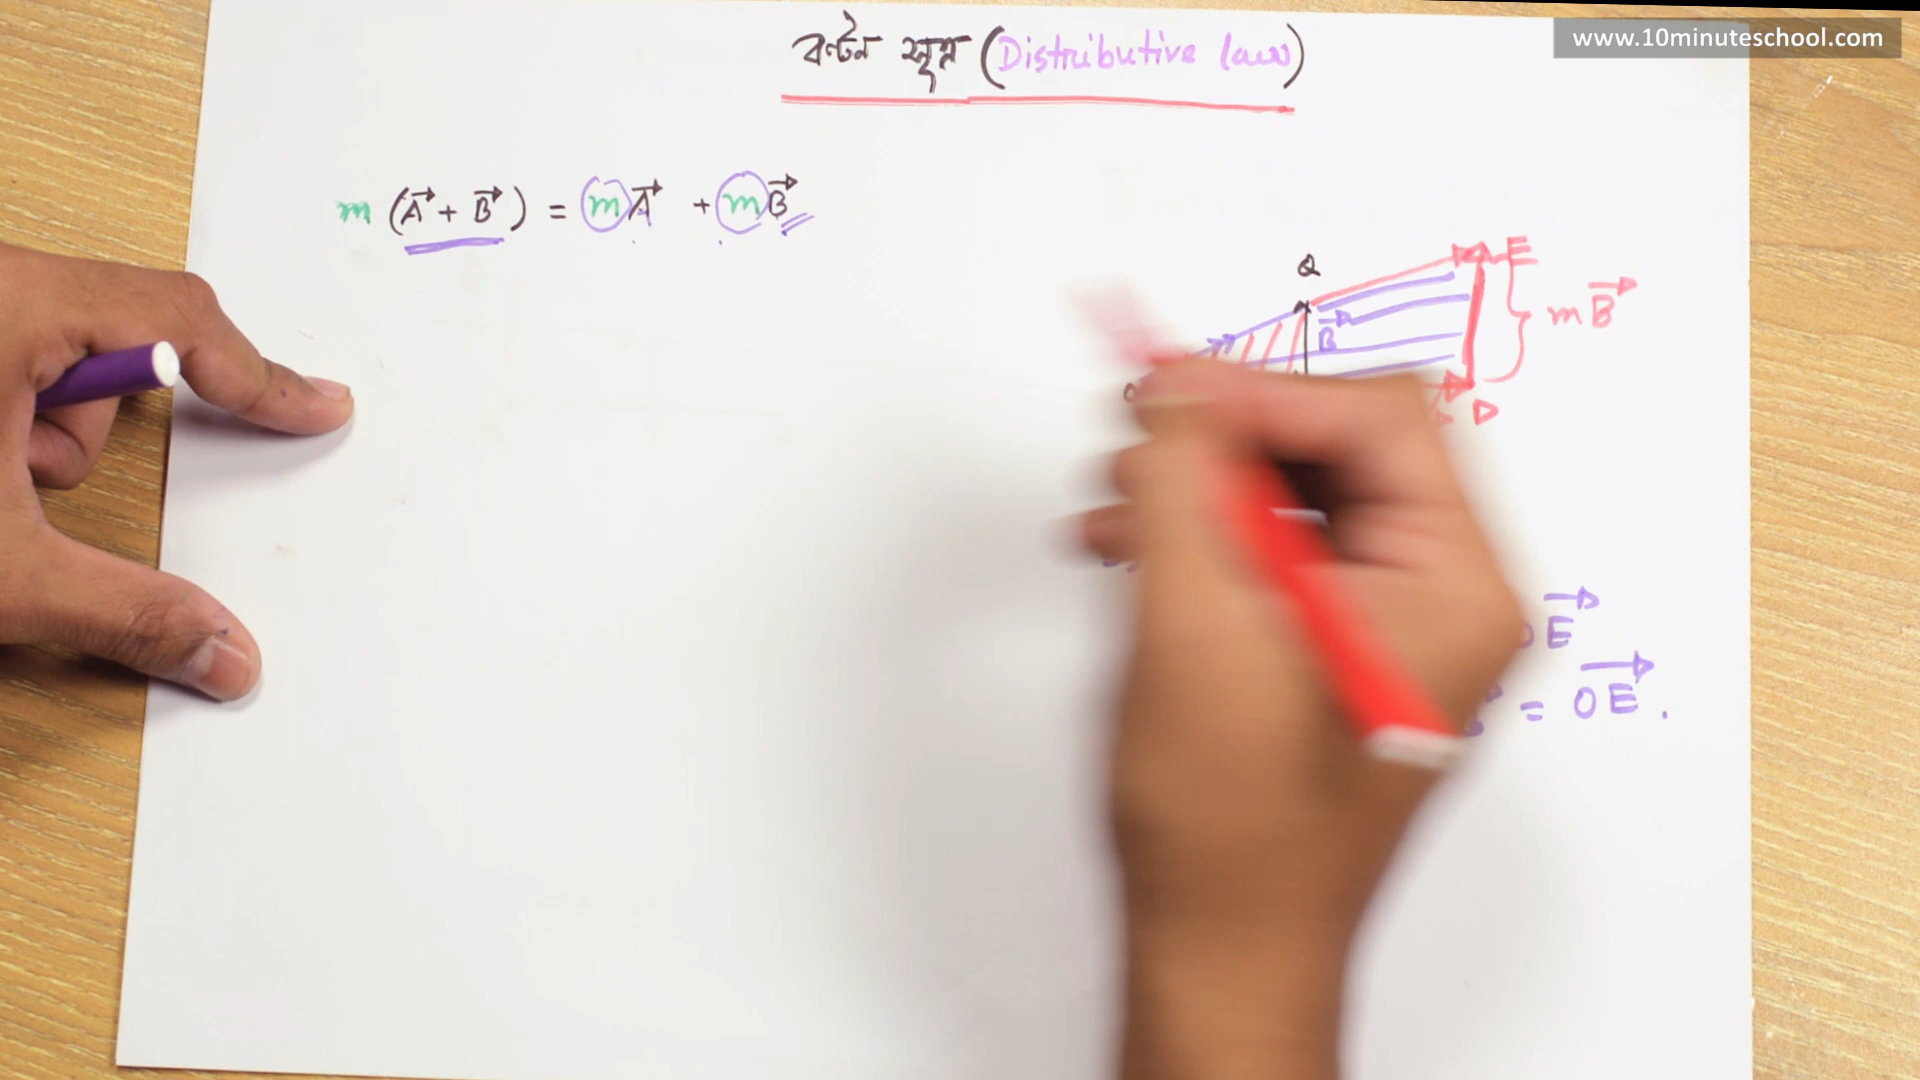 www.10minuteschool.com
বণ্টন সূত্র (Distributive law)
m (A⃗ + B⃗) = mA⃗ + mB⃗
Q
E
B⃗
mB⃗
D
OE⃗
= OE⃗ .